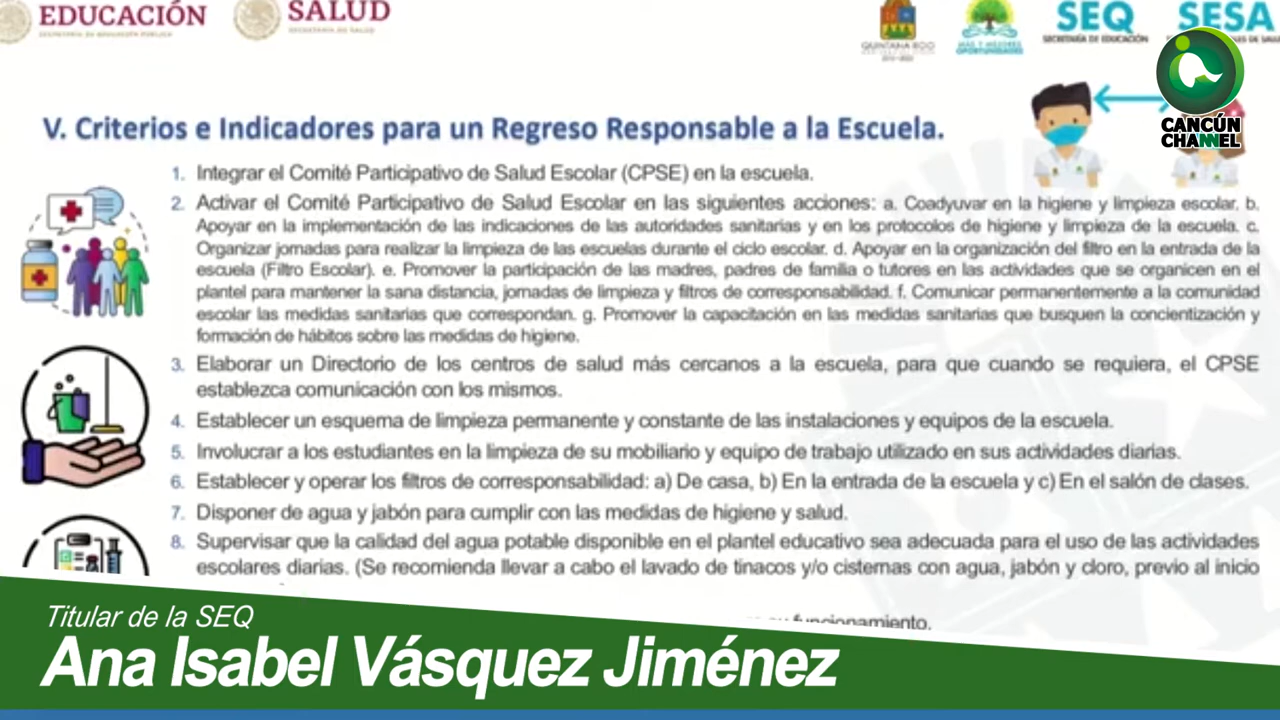 EDUCACIÓN
SECRETARÍA DE EDUCACIÓN PÚBLICA
SALUD
SECRETARÍA DE SALUD
QUINTANA ROO
MÁS Y MEJORES
OPORTUNIDADES
SEQ
SECRETARÍA DE EDUCACIÓN
SESA
CANCÚN
CHANNEL
V. Criterios e Indicadores para un Regreso Responsable a la Escuela.
1. Integrar el Comité Participativo de Salud Escolar (CPSE) en la escuela.
2. Activar el Comité Participativo de Salud Escolar en las siguientes acciones: a. Coadyuvar en la higiene y limpieza escolar. b.
Apoyar en la implementación de las indicaciones de las autoridades sanitarias y en los protocolos de higiene y limpieza de la escuela. c.
Organizar jornadas para realizar la limpieza de las escuelas durante el ciclo escolar. d. Apoyar en la organización del filtro en la entrada de la
escuela (Filtro Escolar). e. Promover la participación de las madres, padres de familia o tutores en las actividades que se organicen en el
plantel para mantener la sana distancia, jornadas de limpieza y filtros de corresponsabilidad. f. Comunicar permanentemente a la comunidad
escolar las medidas sanitarias que correspondan. g. Promover la capacitación en las medidas sanitarias que busquen la concientización y
formación de hábitos sobre las medidas de higiene.
3. Elaborar un Directorio de los centros de salud más cercanos a la escuela, para que cuando se requiera, el CPSE
establezca comunicación con los mismos.
4. Establecer un esquema de limpieza permanente y constante de las instalaciones y equipos de la escuela.
5. Involucrar a los estudiantes en la limpieza de su mobiliario y equipo de trabajo utilizado en sus actividades diarias.
6. Establecer y operar los filtros de corresponsabilidad: a) De casa, b) En la entrada de la escuela y c) En el salón de clases.
7. Disponer de agua y jabón para cumplir con las medidas de higiene y salud.
8. Supervisar que la calidad del agua potable disponible en el plantel educativo sea adecuada para el uso de las actividades
escolares diarias. (Se recomienda llevar a cabo el lavado de tinacos y/o cisternas con agua, jabón y cloro, previo al inicio
funcionamiento.
Titular de la SEQ
Ana Isabel Vásquez Jiménez